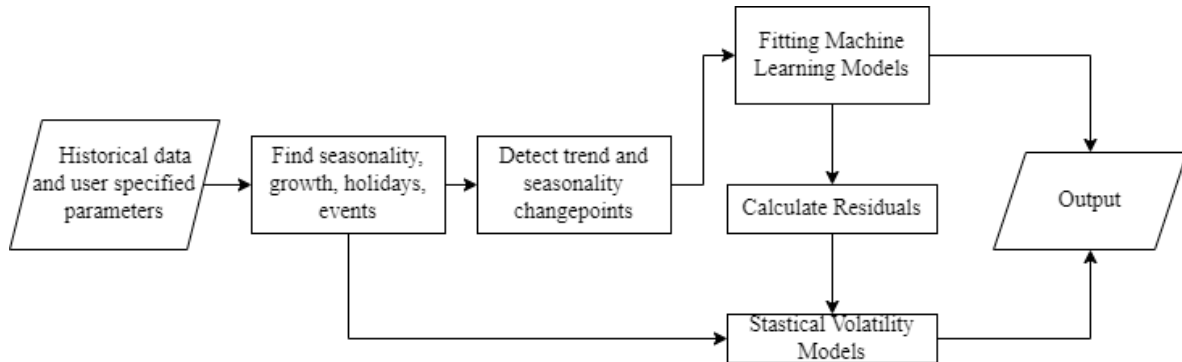 Historical data
and user specified
parameters
Find seasonality,
growth, holidays,
events
Detect trend and
seasonality
changepoints
Fitting Machine
Learning Models
Calculate Residuals
Stastical Volatility
Models
Output